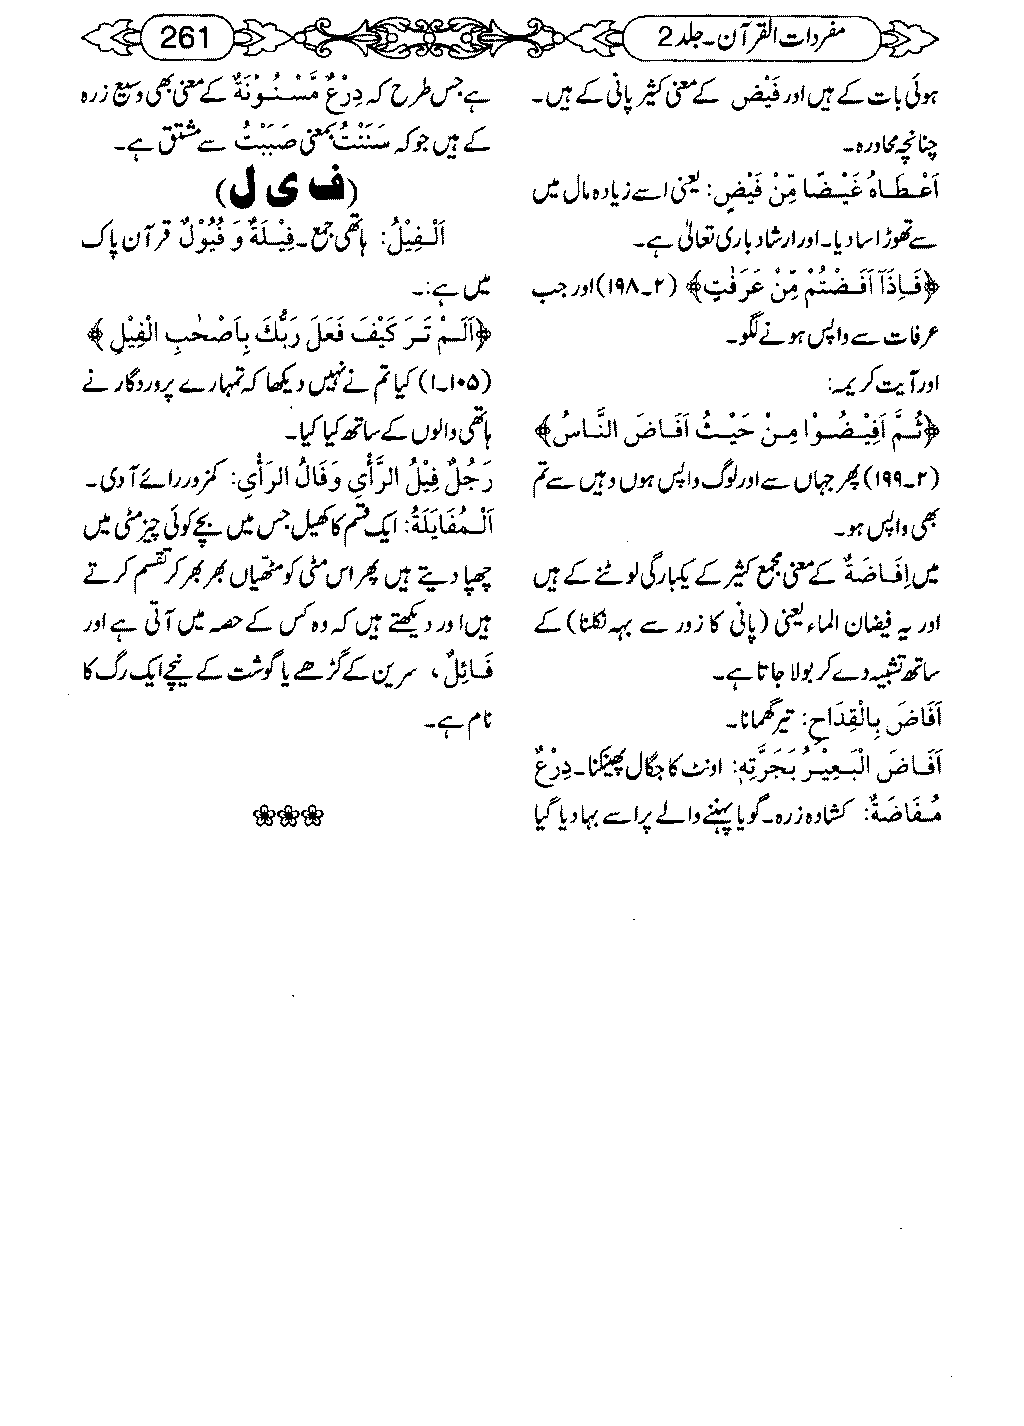 مفردات القرآن۔جلد 2
261
ہوئی بات کے ہیں اور فَیْض کے معنی کثیر پانی کے ہیں۔
چنانچہ محاورہ۔
اَعْطَاہُ غَیْضًا مِّنْ فَیْضٍ: یعنی اسے زیادہ مال میں
سے تھوڑا سا دیا۔ اور ارشاد باری تعالیٰ ہے۔
﴿فَاِذَآ اَفَضْتُمْ مِّنْ عَرَفٰتٍ﴾ (۲۔۱۹۸) اور جب
عرفات سے واپس ہونے لگو۔
اور آیت کریمہ:
﴿ثُمَّ اَفِیْضُوْا مِنْ حَیْثُ اَفَاضَ النَّاسُ﴾
(۲۔۱۹۹) پھر جہاں سے اور لوگ واپس ہوں وہیں سے تم
بھی واپس ہو۔
میں اِفَاضَۃٌ کے معنی مجمع کثیر کے یکبارگی لوٹنے کے ہیں
اور یہ فیضان الماء یعنی (پانی کا زور سے بہہ نکلنا) کے
ساتھ تشبیہ دے کر بولا جاتا ہے۔
اَفَاضَ بِالْقِدَاحِ: تیر گھمانا۔
اَفَاضَ الْبَعِیْرُ بَجَرَّتِہٖ: اونٹ کا جگال پھینکنا۔ دِرْعٌ
مُفَاضَۃٌ: کشادہ زرہ۔ گویا پہننے والے پر اسے بہا دیا گیا
ہے جس طرح کہ دِرْعٌ مَّسْنُوْنَۃٌ کے معنی بھی وسیع زرہ
کے ہیں جو کہ سَنَنْتُ بمعنی صَبَبْتُ سے مشتق ہے۔
(ف ی ل)
اَلْفِیْلُ: ہاتھی جمع۔ فِیْلَۃٌ وَ فُیُوْلٌ قرآن پاک
میں ہے:۔
﴿اَلَمْ تَرَ کَیْفَ فَعَلَ رَبُّكَ بِاَصْحٰبِ الْفِیْلِ﴾
(۱۰۵۔۱) کیا تم نے نہیں دیکھا کہ تمہارے پروردگار نے
ہاتھی والوں کے ساتھ کیا کیا۔
رَجُلٌ فِیْلُ الرَّأْیِ وَفَالُ الرَأْیِ: کمزور رائے آدمی۔
اَلْمُفَایَلَۃُ: ایک قسم کا کھیل جس میں بچے کوئی چیز مٹی میں
چھپا دیتے ہیں پھر اس مٹی کو مٹھیاں بھر بھر کر تقسم کرتے
ہیں اور دیکھتے ہیں کہ وہ کس کے حصہ میں آتی ہے اور
فَائِلٌ، سرین کے گڑھے یا گوشت کے نیچے ایک رگ کا
نام ہے۔